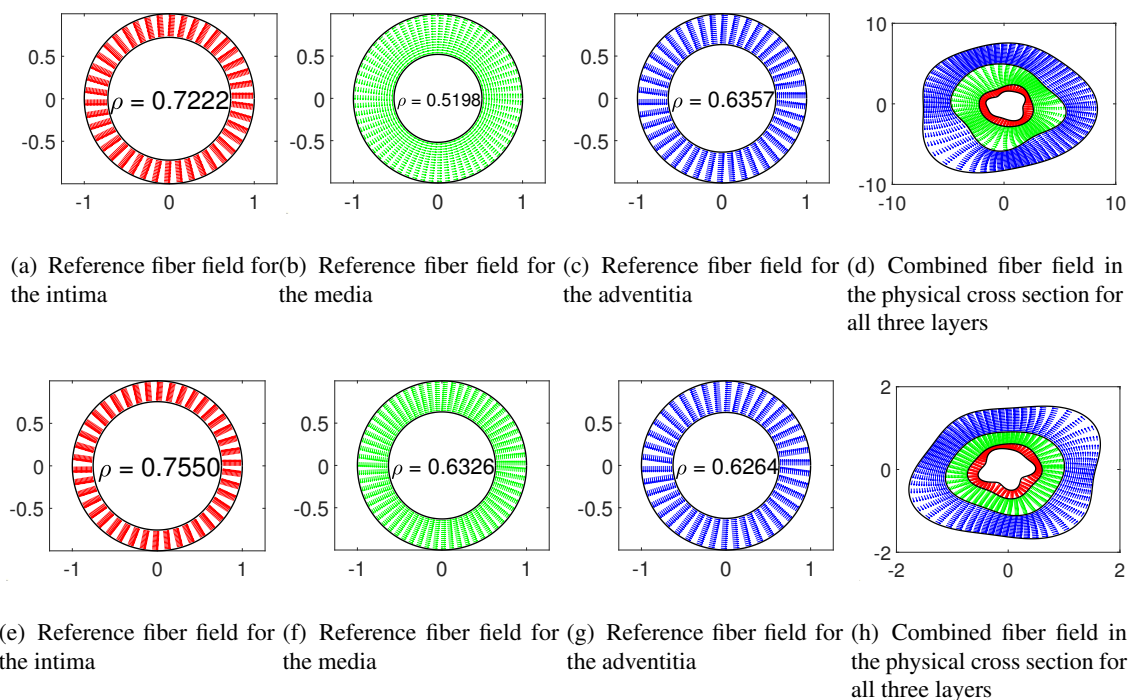 0.5
0
-0.5
-1 0 1
ρ = 0.7222
0.5
0
-0.5
-1 0 1
ρ = 0.5198
0.5
0
-0.5
-1 0 1
ρ = 0.6357
10
0
-10
-10 0 10
(a) Reference fiber field for
the intima
(b) Reference fiber field for
the media
(c) Reference fiber field for
the adventitia
(d) Combined fiber field in
the physical cross section for
all three layers
0.5
0
-0.5
-1 0 1
ρ = 0.7550
0.5
0
-0.5
-1 0 1
ρ = 0.6326
0.5
0
-0.5
-1 0 1
ρ = 0.6264
2
0
-2
-2 0 2
(e) Reference fiber field for
the intima
(f) Reference fiber field for
the media
(g) Reference fiber field for
the adventitia
(h) Combined fiber field in
the physical cross section for
all three layers